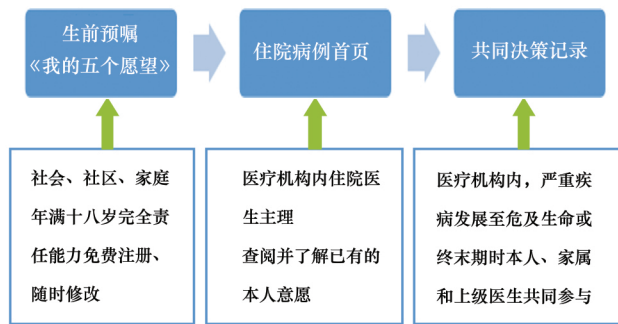 生前预嘱
《我的五个愿望》
住院病例首页
共同决策记录
社会、社区、家庭
年满十八岁完全责
任能力免费注册、
随时修改
医疗机构内住院医
生主理
查阅并了解已有的
本人意愿
医疗机构内，严重疾
病发展至危及生命或
终末期时本人、家属
和上级医生共同参与